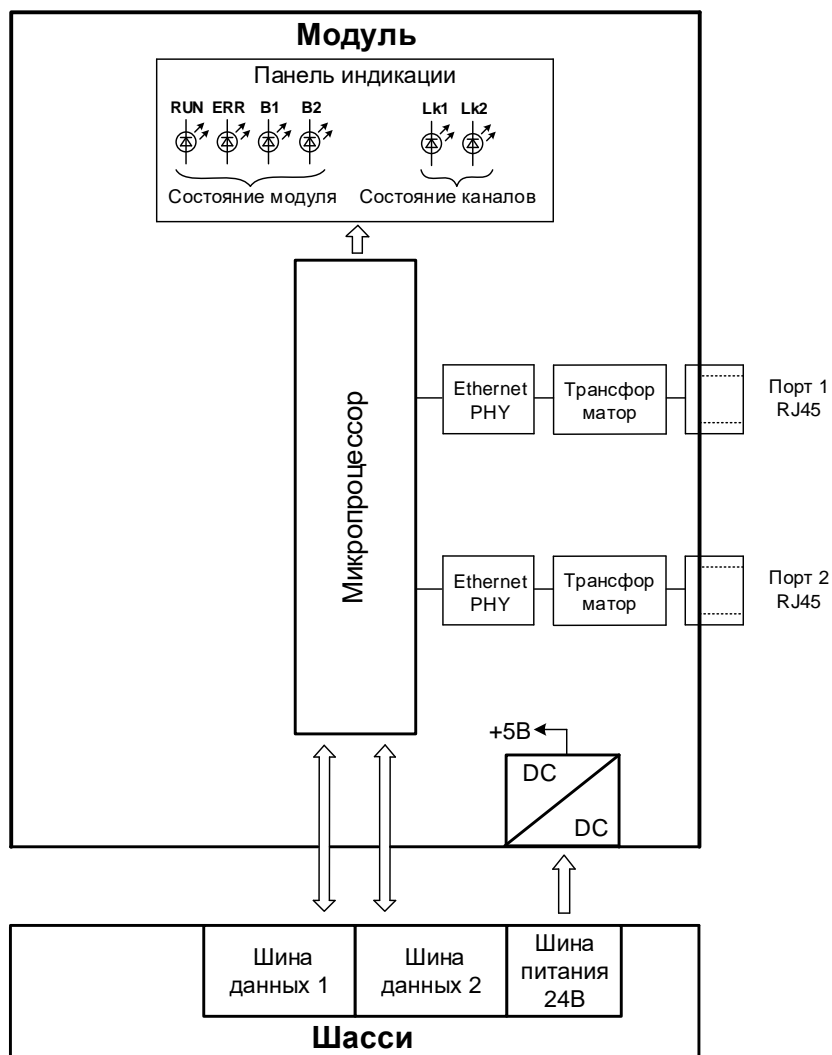 Модуль
Панель индикации
RUN ERR B1 B2 Lk1 Lk2
Состояние модуля Состояние каналов
Микропроцессор
Ethernet
PHY
Трансфор
матор
Порт 1
RJ45
Ethernet
PHY
Трансфор
матор
Порт 2
RJ45
+5В
DC
DC
Шина
данных 1
Шина
данных 2
Шина
питания
24В
Шасси